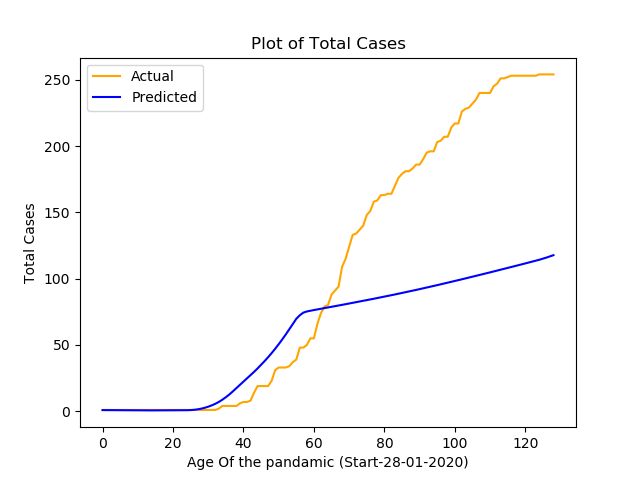 Plot of Total Cases
Actual
Predicted
250
200
150
100
50
0
Total Cases
0 20 40 60 80 100 120
Age Of the pandamic (Start-28-01-2020)